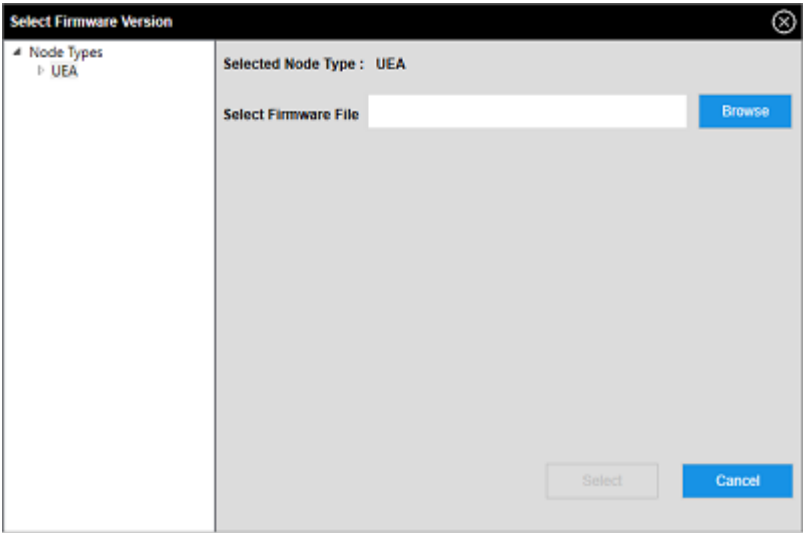 Select Firmware Version
Node Types
UEA
Selected Node Type : UEA
Select Firmware File
Browse
Select
Cancel